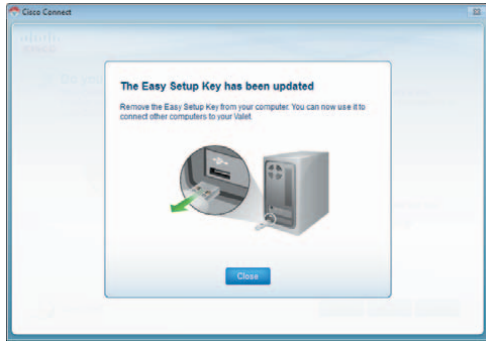 Cisco Connect
The Easy Setup Key has been updated
Remove the Easy Setup Key from your computer. You can now use it to
connect other computers to your Valet.
Close